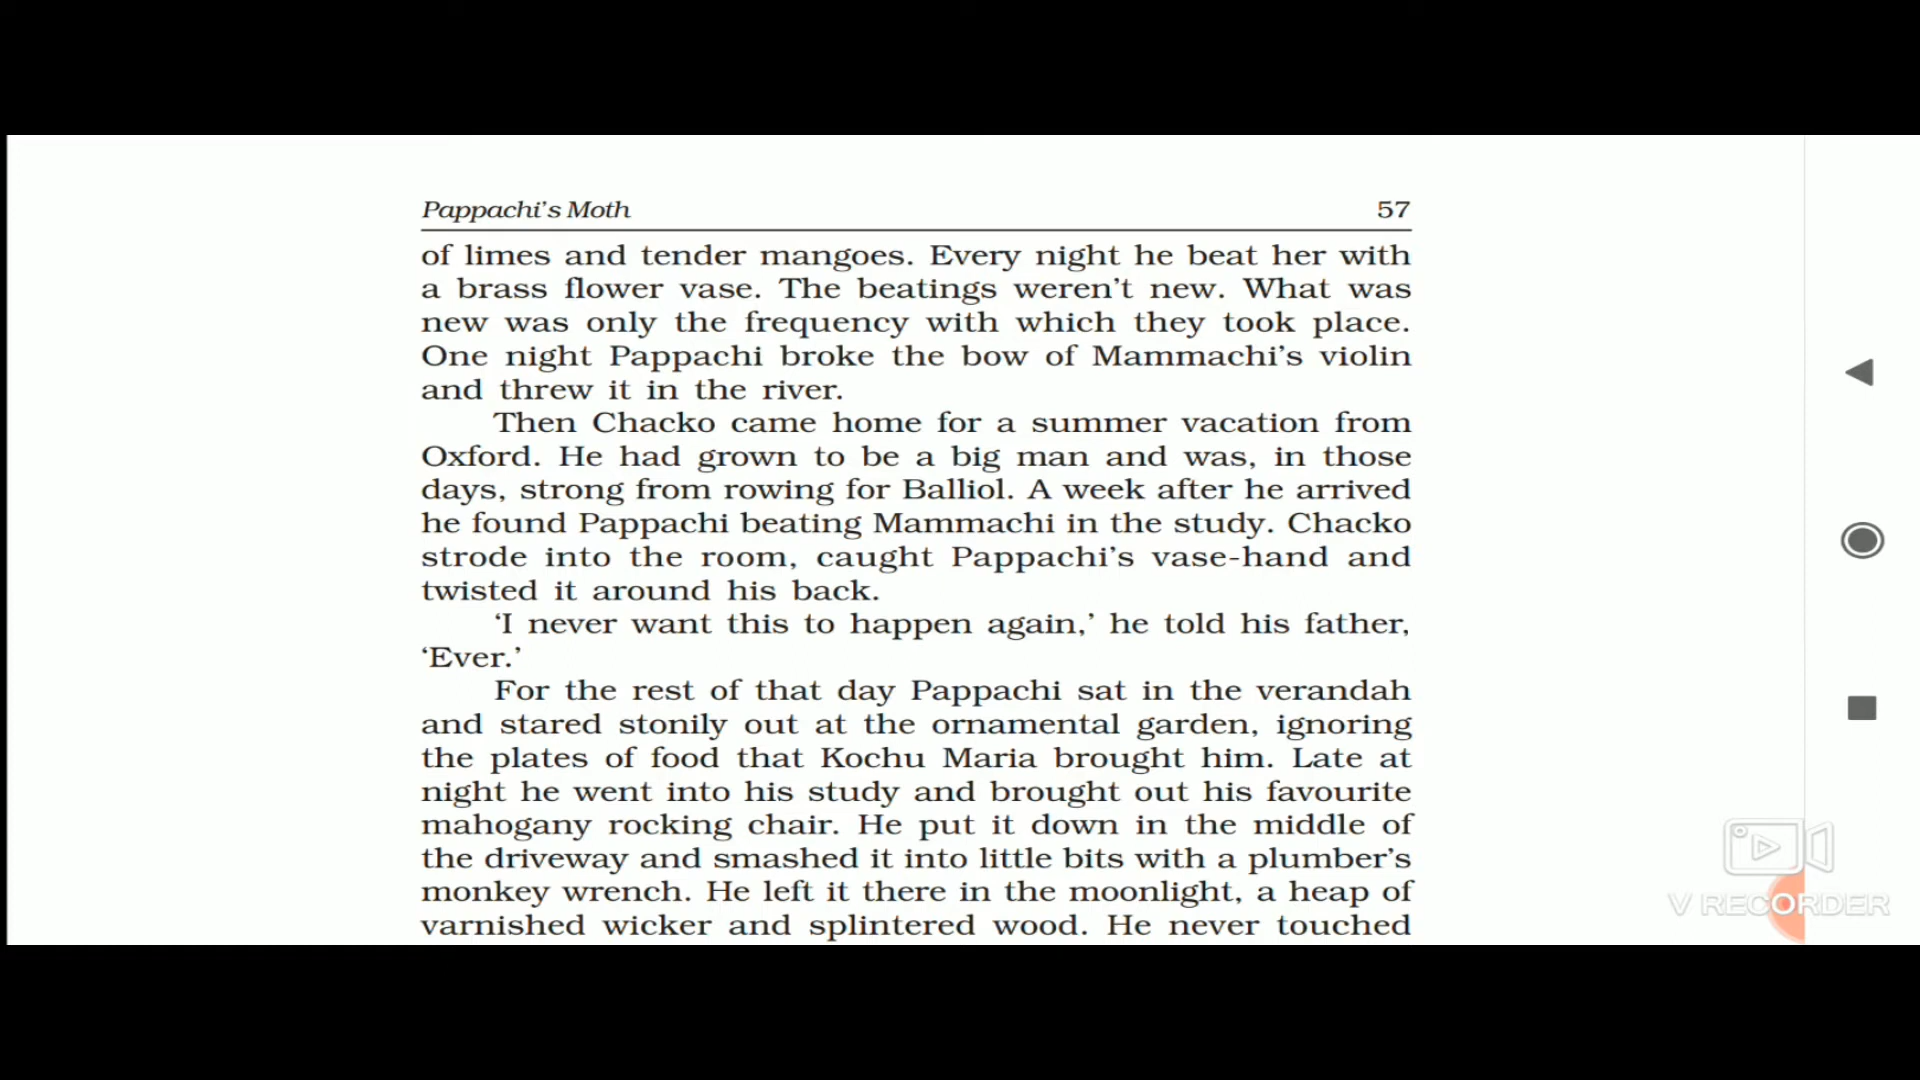 Pappachi's Moth 57
of limes and tender mangoes. Every night he beat her with
a brass flower vase. The beatings weren't new. What was
new was only the frequency with which they took place.
One night Pappachi broke the bow of Mammachi's violin
and threw it in the river.
Then Chacko came home for a summer vacation from
Oxford. He had grown to be a big man and was, in those
days, strong from rowing for Balliol. A week after he arrived
he found Pappachi beating Mammachi in the study. Chacko
strode into the room, caught Pappachi's vase-hand and
twisted it around his back.
‘I never want this to happen again,’ he told his father,
‘Ever.’
For the rest of that day Pappachi sat in the verandah
and stared stonily out at the ornamental garden, ignoring
the plates of food that Kochu Maria brought him. Late at
night he went into his study and brought out his favourite
mahogany rocking chair. He put it down in the middle of
the driveway and smashed it into little bits with a plumber's
monkey wrench. He left it there in the moonlight, a heap of
varnished wicker and splintered wood. He never touched
V RECORDER